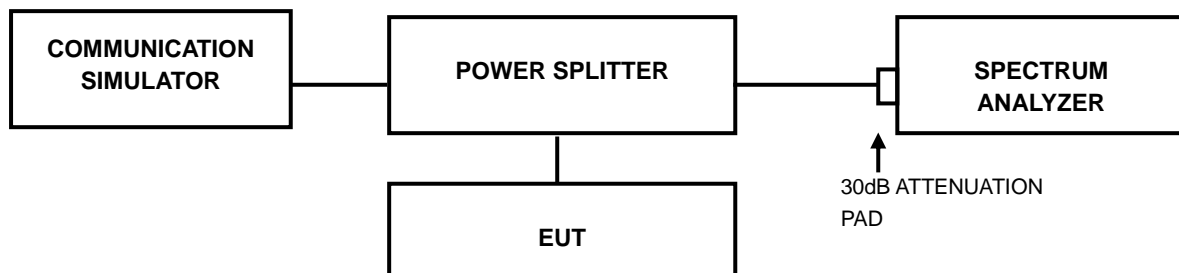 COMMUNICATION
SIMULATOR
POWER SPLITTER
SPECTRUM
ANALYZER
30dB ATTENUATION
PAD
EUT